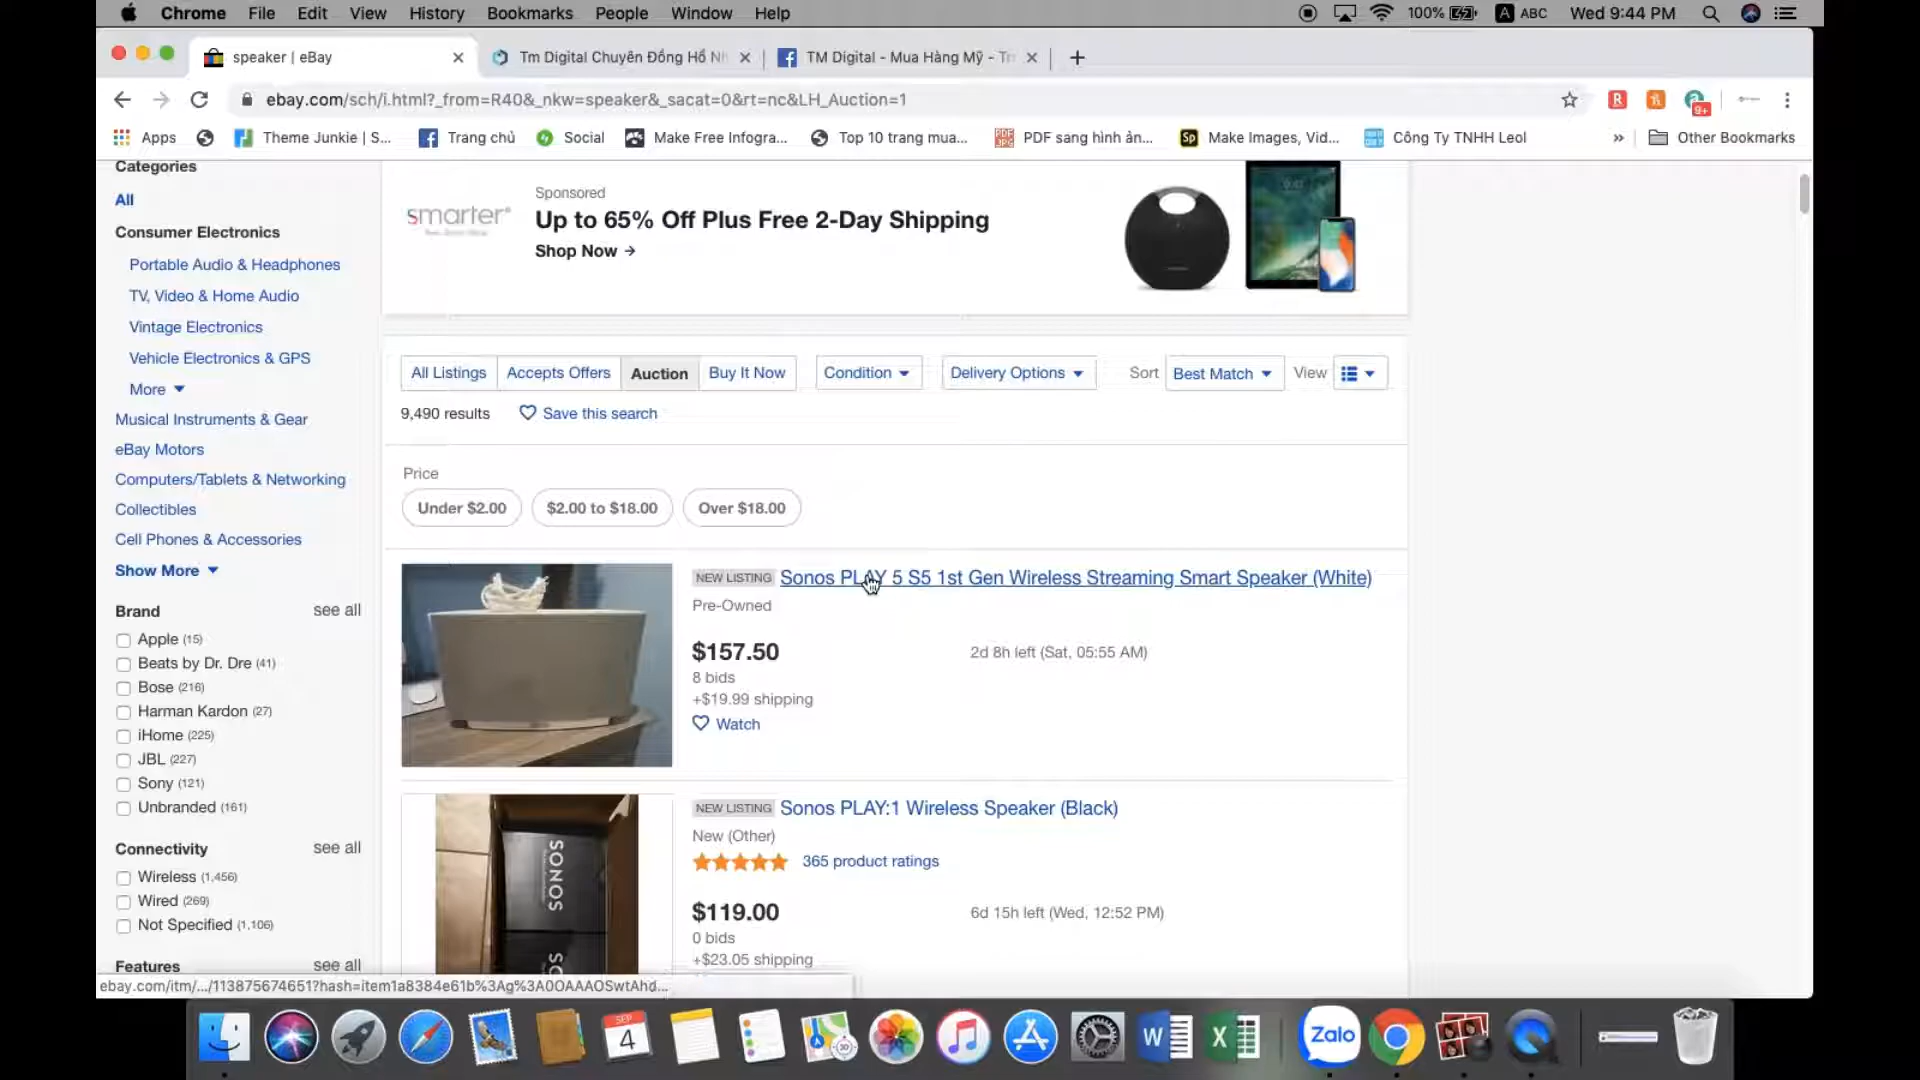 Chrome File Edit View History Bookmarks People Window Help 100% A ABC Wed 9:44 PM
speaker | eBay Tm Digital Chuyên Đồng Hồ TM Digital - Mua Hàng Mỹ -
ebay.com/sch/i.html?_from=R40&_nkw=speaker&_sacat=0&rt=nc&LH_Auction=1 R 9+
Apps Theme Junkie | S... Trang chủ Social Make Free Infogra... Top 10 trang mua... PDF sang hình ản... Sp Make Images, Vid... Công Ty TNHH Leol » Other Bookmarks
Categories
All
Consumer Electronics
Portable Audio & Headphones
TV, Video & Home Audio
Vintage Electronics
Vehicle Electronics & GPS
More
Musical Instruments & Gear
eBay Motors
Computers/Tablets & Networking
Collectibles
Cell Phones & Accessories
Show More
Brand see all
Apple (15)
Beats by Dr. Dre (41)
Bose (216)
Harman Kardon (27)
iHome (225)
JBL (227)
Sony (121)
Unbranded (161)
Connectivity see all
Wireless (1,456)
Wired (269)
Not Specified (1,106)
Features see all
smarter
Sponsored
Up to 65% Off Plus Free 2-Day Shipping
Shop Now →
All Listings Accepts Offers Auction Buy It Now Condition Delivery Options Sort Best Match View
9,490 results Save this search
Price
Under $2.00 $2.00 to $18.00 Over $18.00
NEW LISTING Sonos PLAY 5 S5 1st Gen Wireless Streaming Smart Speaker (White)
Pre-Owned
$157.50 2d 8h left (Sat, 05:55 AM)
8 bids
+$19.99 shipping
Watch
SONOS
NEW LISTING Sonos PLAY:1 Wireless Speaker (Black)
New (Other)
365 product ratings
$119.00 6d 15h left (Wed, 12:52 PM)
0 bids
+$23.05 shipping
ebay.com/itm/.../113875674651?hash=item1a8384e61b%3Ag%3A0OAAAOSwtAhd...
SEP
4
W X Zalo